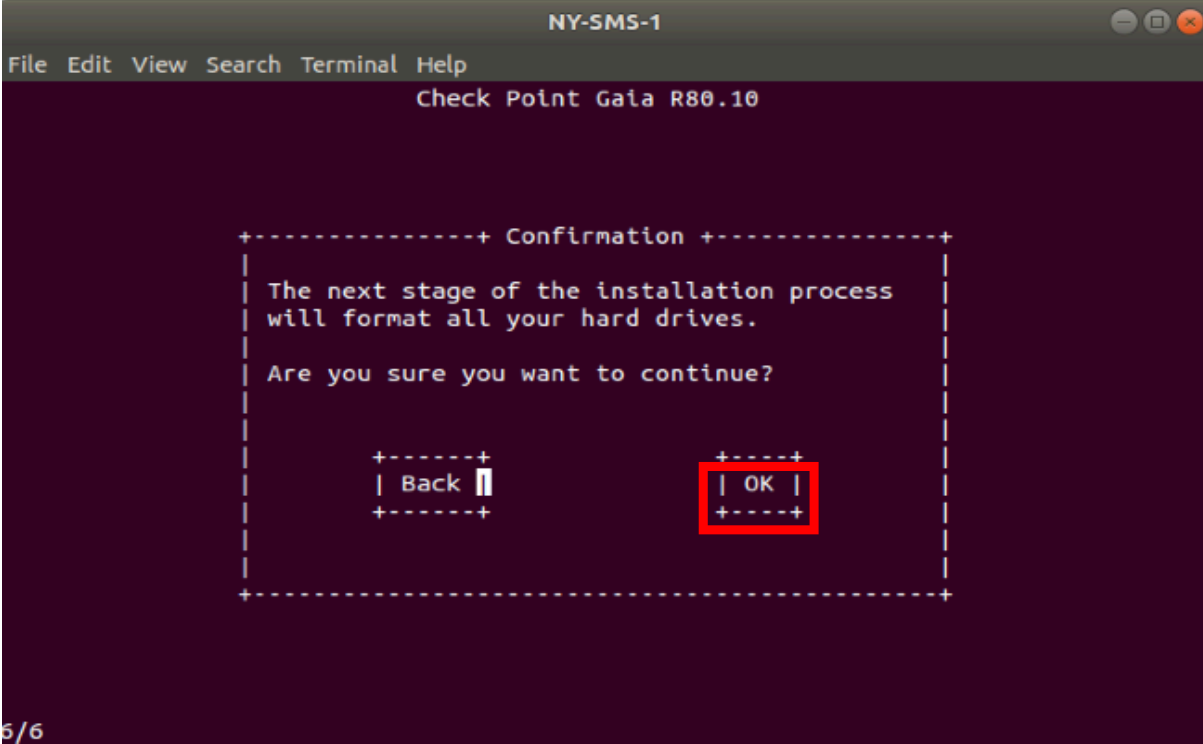 NY-SMS-1
File Edit View Search Terminal Help
Check Point Gaia R80.10
+---------------+ Confirmation +---------------+
| The next stage of the installation process |
| will format all your hard drives. |
| Are you sure you want to continue? |
+------+ +----+
| Back | | OK |
+------+ +----+
+----------------------------------------------+
6/6